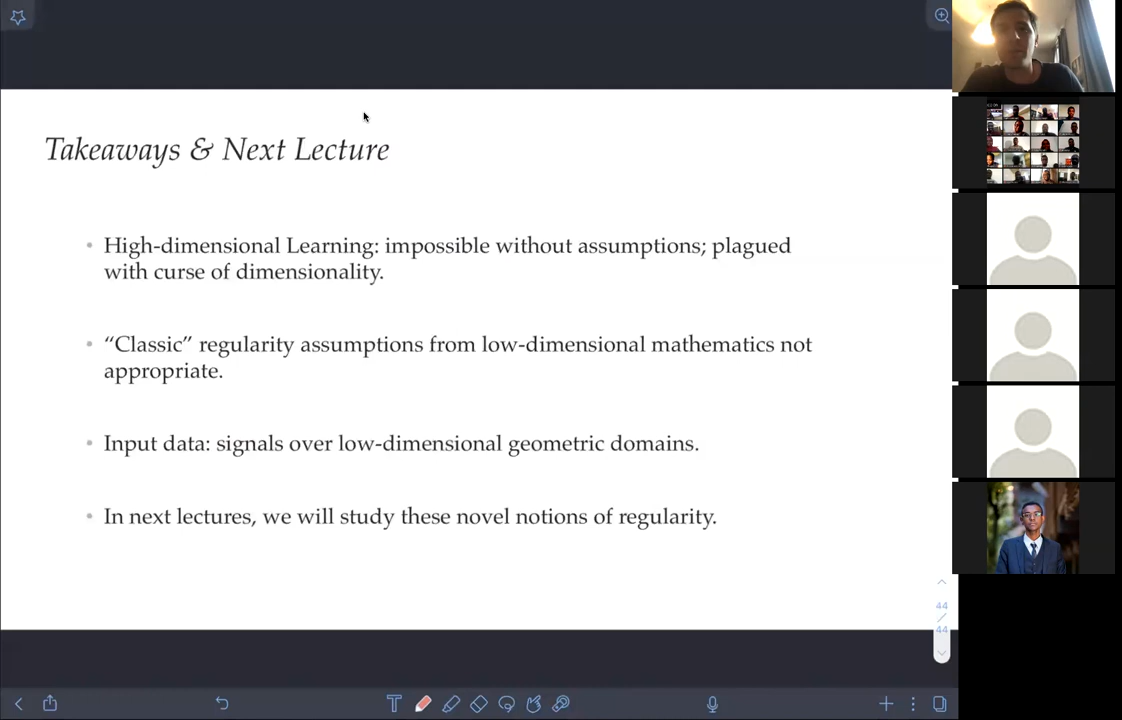 Takeaways & Next Lecture
• High-dimensional Learning: impossible without assumptions; plagued
with curse of dimensionality.
• “Classic” regularity assumptions from low-dimensional mathematics not
appropriate.
• Input data: signals over low-dimensional geometric domains.
• In next lectures, we will study these novel notions of regularity.
44
/
44